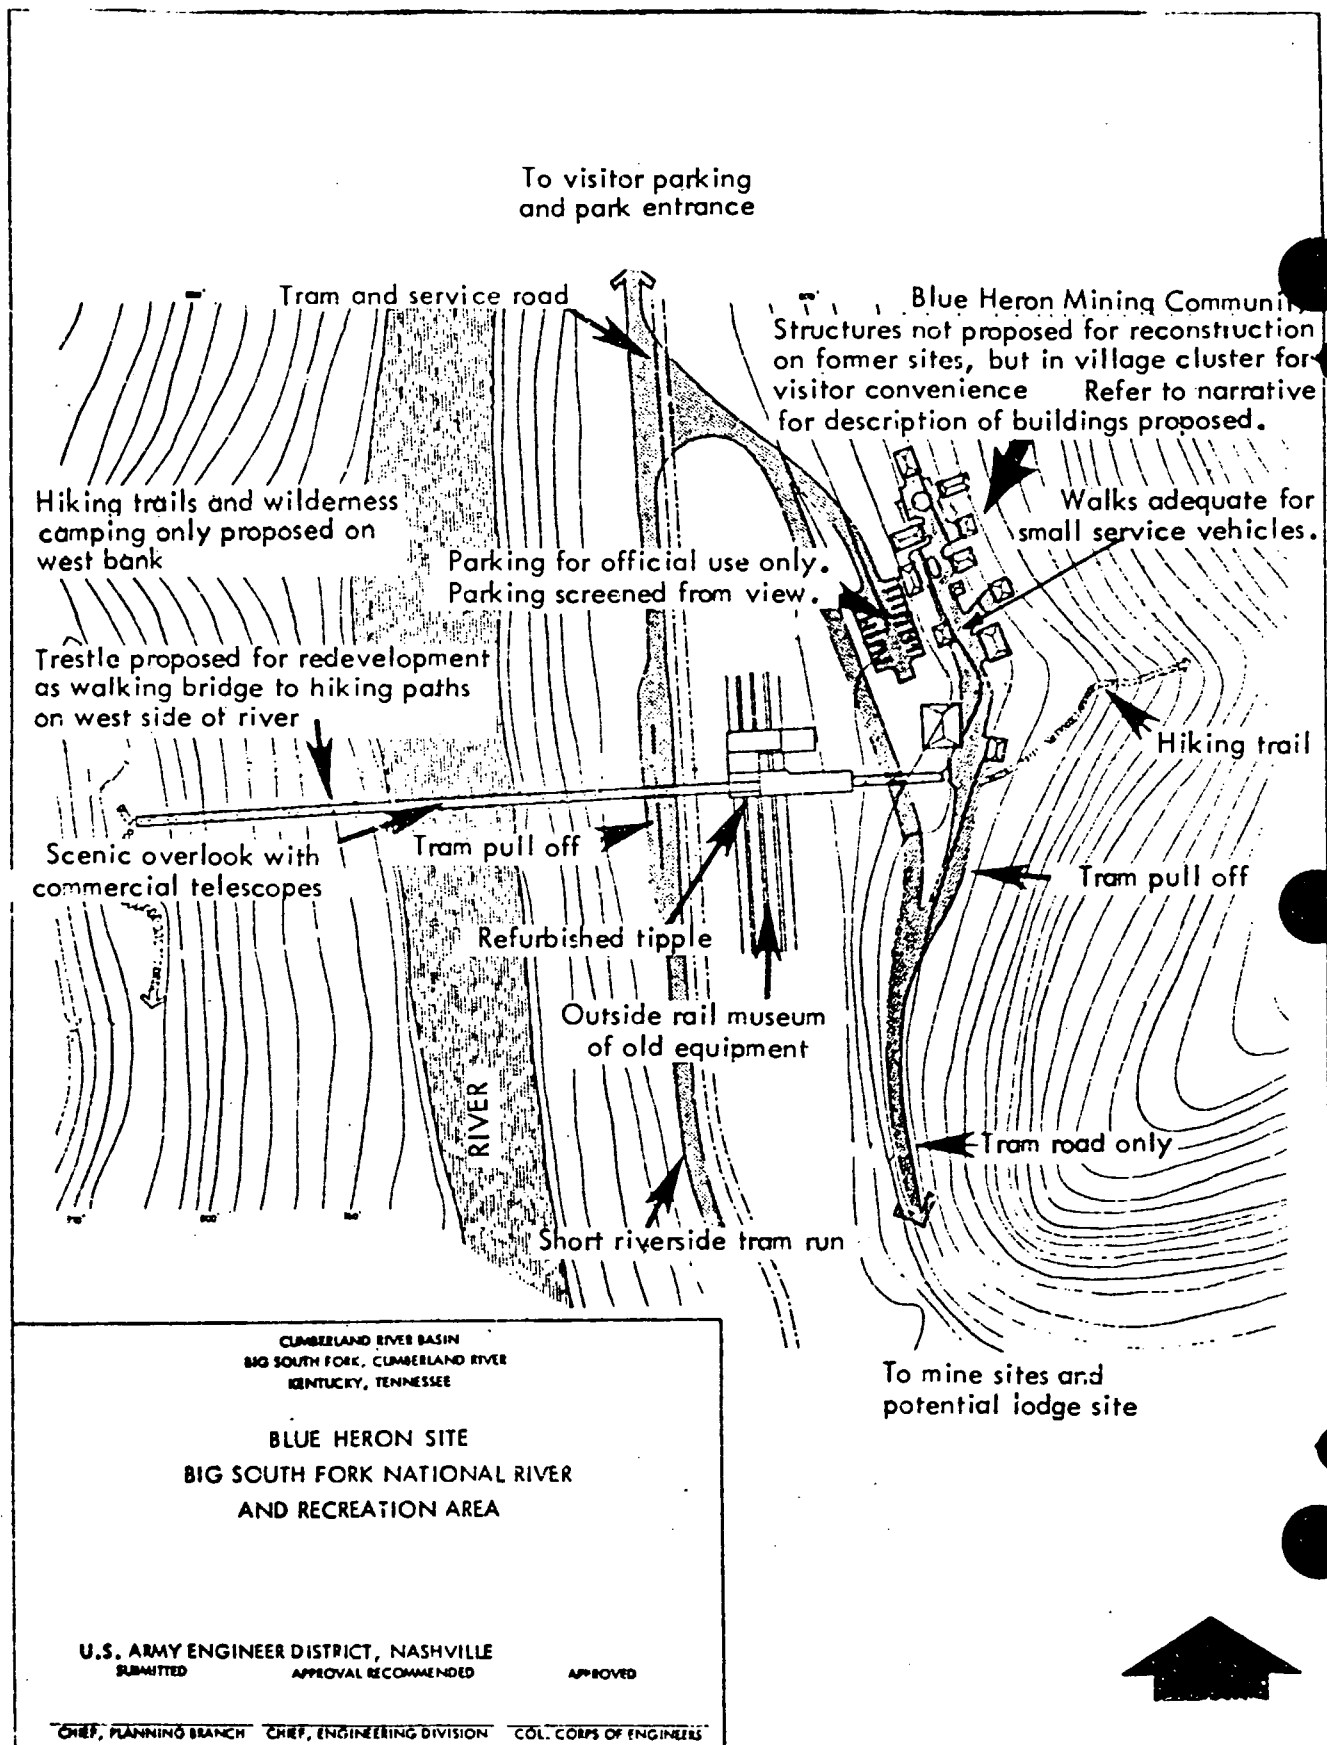 To visitor parking
and park entrance
Tram and service road
Blue Heron Mining Communi
Structures not proposed for reconstruction
on former sites, but in village cluster for
visitor convenience Refer to narrative
for description of buildings proposed.
Hiking trails and wilderness
camping only proposed on
west bank
Walks adequate for
small service vehicles.
Parking for official use only.
Parking screened from view.
Trestle proposed for redevelopment
as walking bridge to hiking paths
on west side of river
Hiking trail
Scenic overlook with
commercial telescopes
Tram pull off
Tram pull off
Refurbished tipple
Outside rail museum
of old equipment
RIVER
Tram road only
Short riverside tram run
To mine sites and
potential lodge site
CUMBERLAND RIVER BASIN
BIG SOUTH FORK, CUMBERLAND RIVER
KENTUCKY, TENNESSEE
BLUE HERON SITE
BIG SOUTH FORK NATIONAL RIVER
AND RECREATION AREA
U.S. ARMY ENGINEER DISTRICT, NASHVILLE
SUBMITTED APPROVAL RECOMMENDED APPROVED
CHIEF, PLANNING BRANCH CHIEF, ENGINEERING DIVISION COL. CORPS OF ENGINEERS